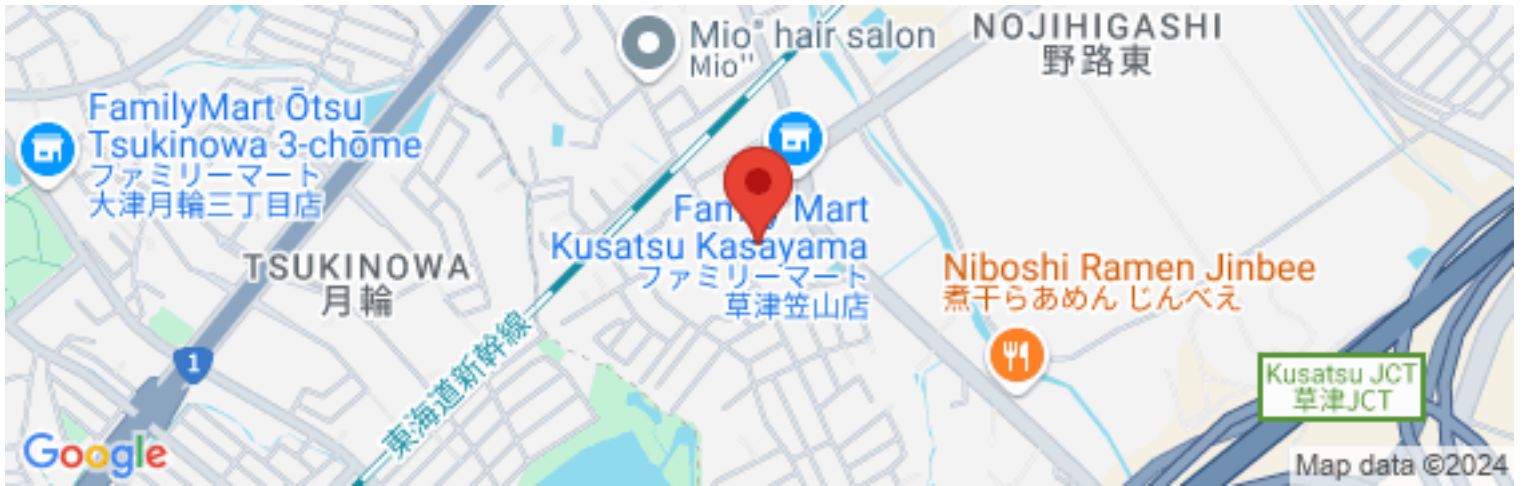 Mio" hair salon
Mio"
NOJIHIGASHI
野路東
FamilyMart Ōtsu
Tsukinowa 3-chōme
ファミリーマート
大津月輪三丁目店
Family Mart
Kusatsu Kasayama
ファミリーマート
草津笠山店
TSUKINOWA
月輪
Niboshi Ramen Jinbee
煮干らあめん じんべえ
1
東海道新幹線
Kusatsu JCT
草津JCT
Google
Map data ©2024